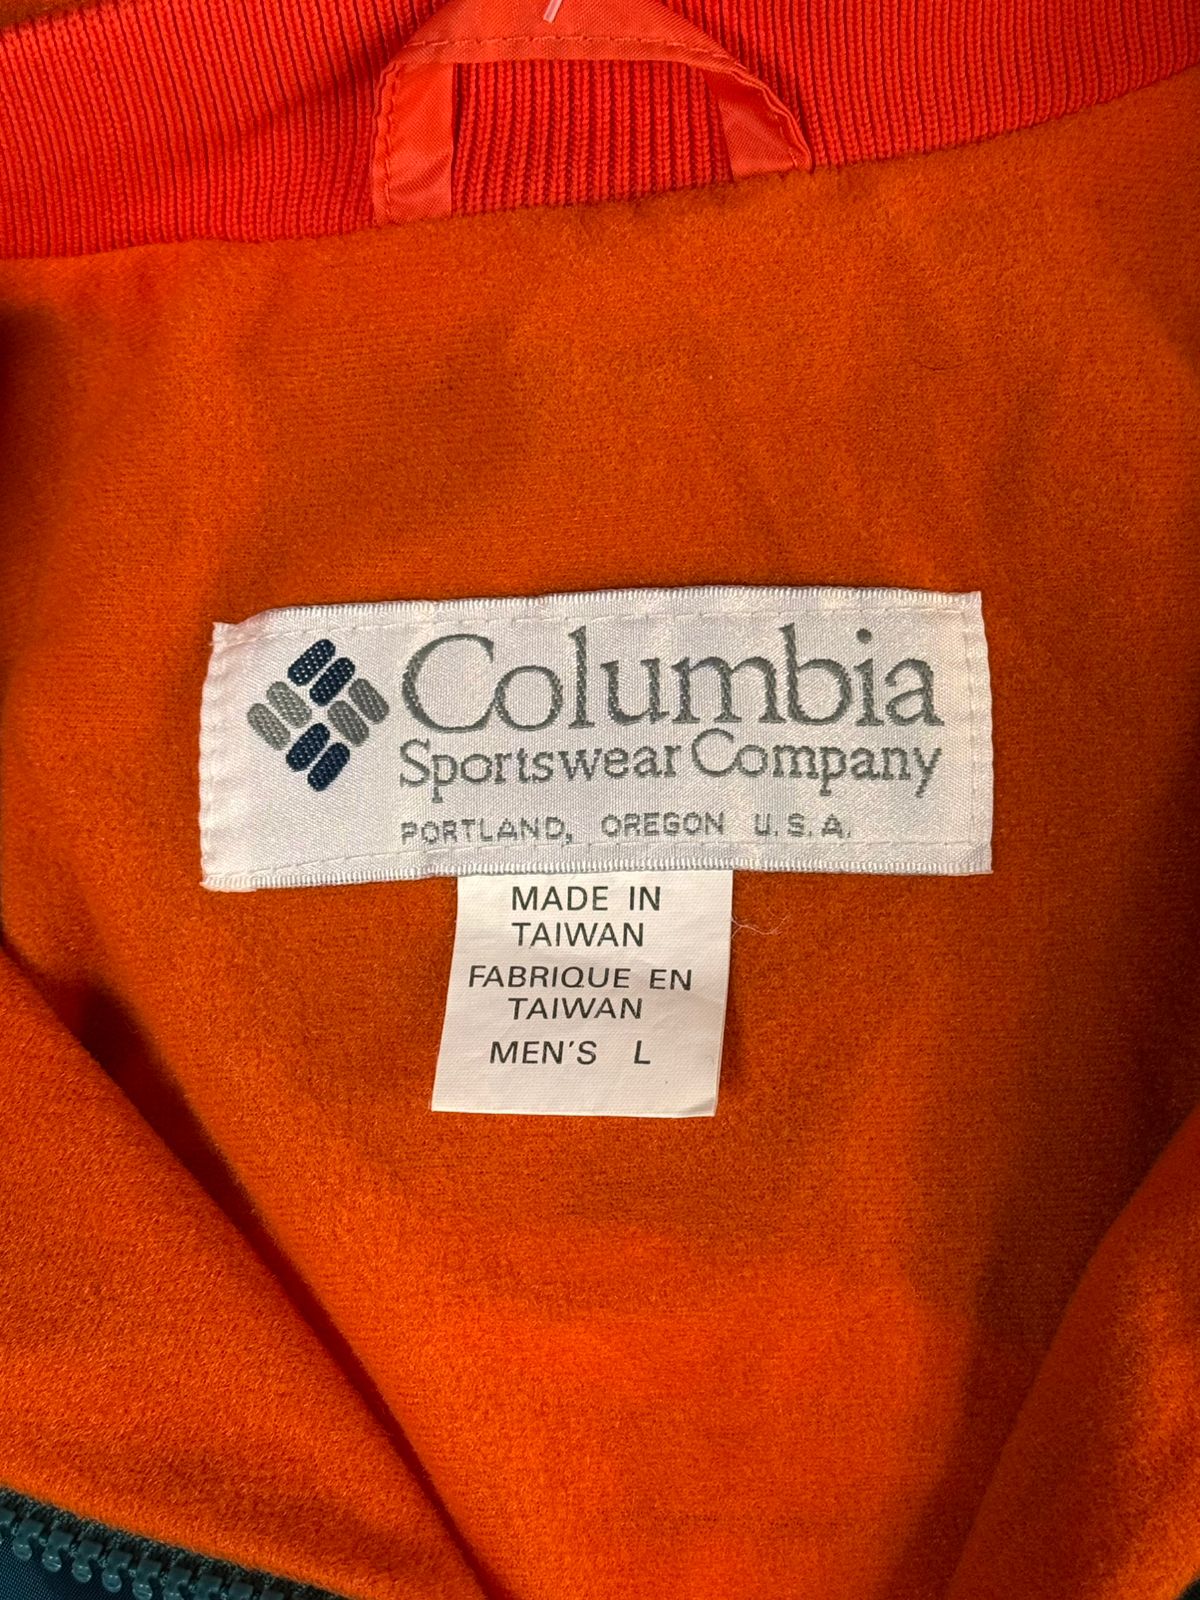 Columbia
Sportswear Company
PORTLAND, OREGON U.S.A.
MADE IN
TAIWAN
FABRIQUE EN
TAIWAN
MEN'S L